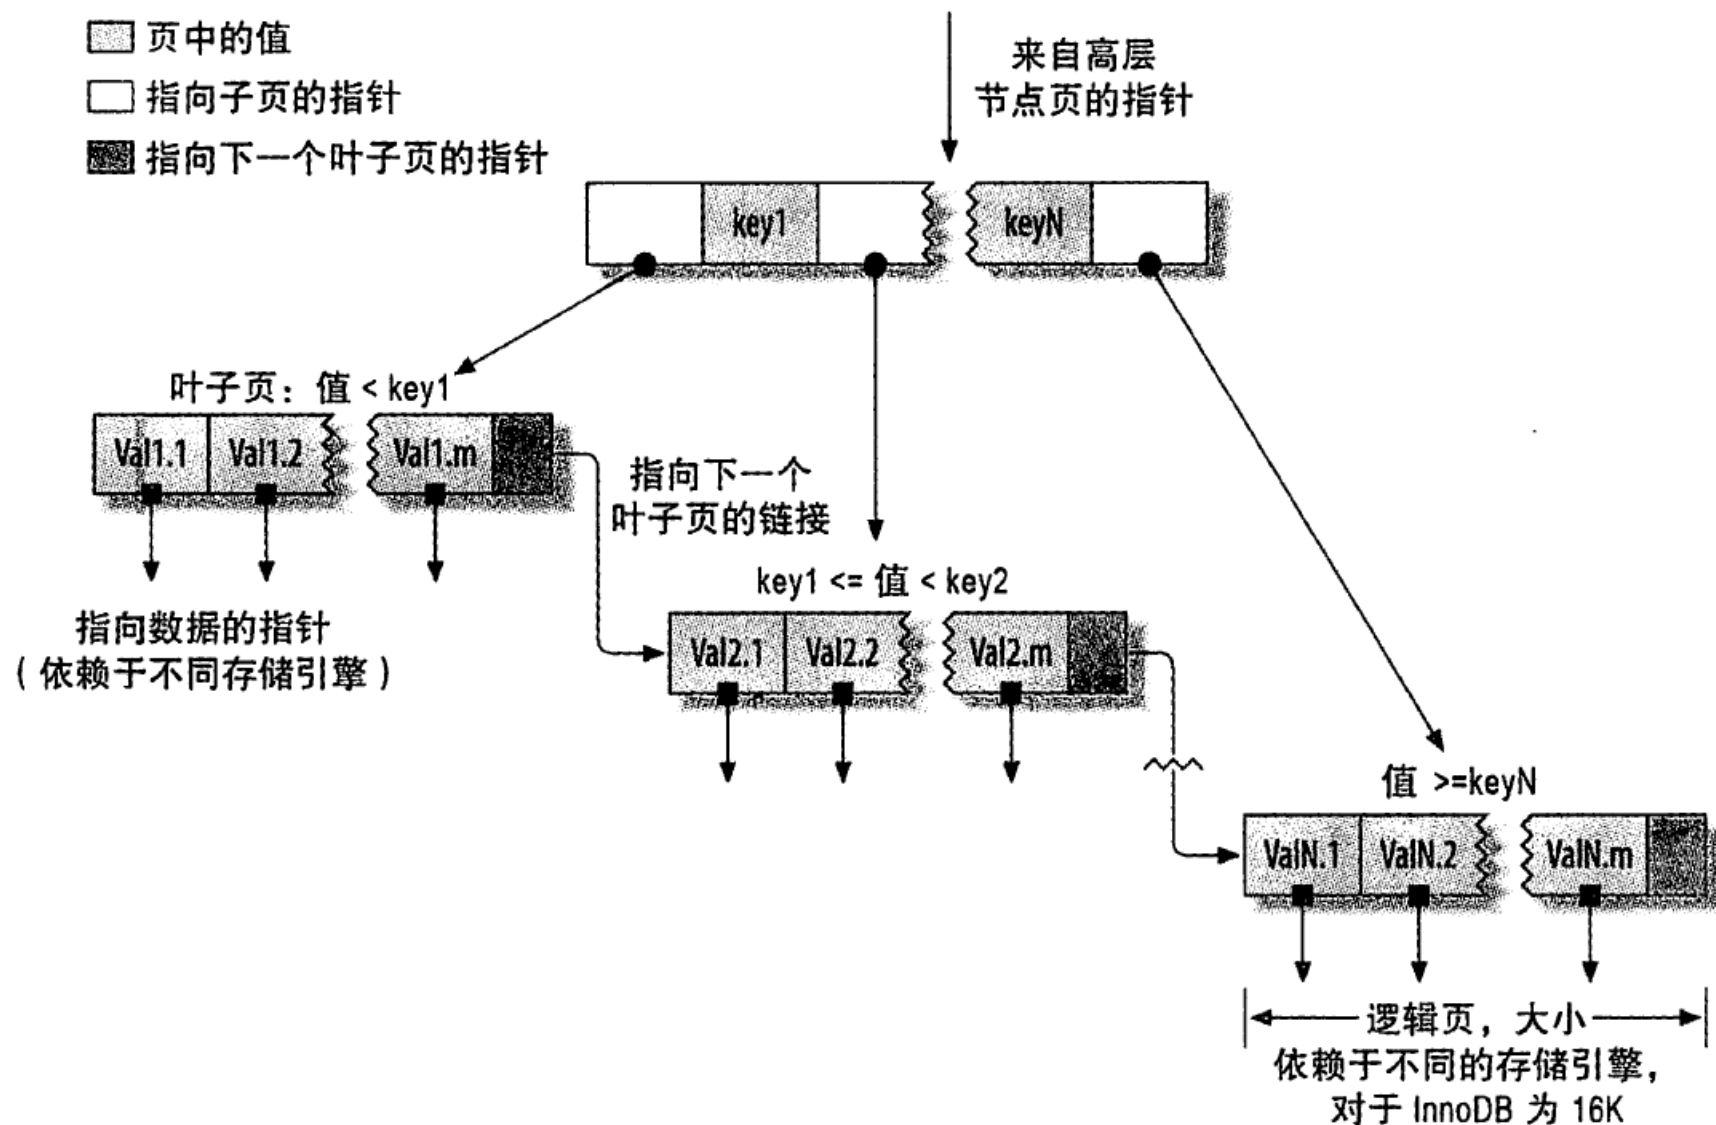 页中的值
指向子页的指针
指向下一个叶子页的指针
来自高层
节点页的指针
key1
keyN
叶子页：值 < key1
Val1.1
Val1.2
Val1.m
指向下一个
叶子页的链接
指向数据的指针
（依赖于不同存储引擎）
key1 <= 值 < key2
Val2.1
Val2.2
Val2.m
值 >=keyN
ValN.1
ValN.2
ValN.m
逻辑页，大小
依赖于不同的存储引擎，
对于 InnoDB 为 16K